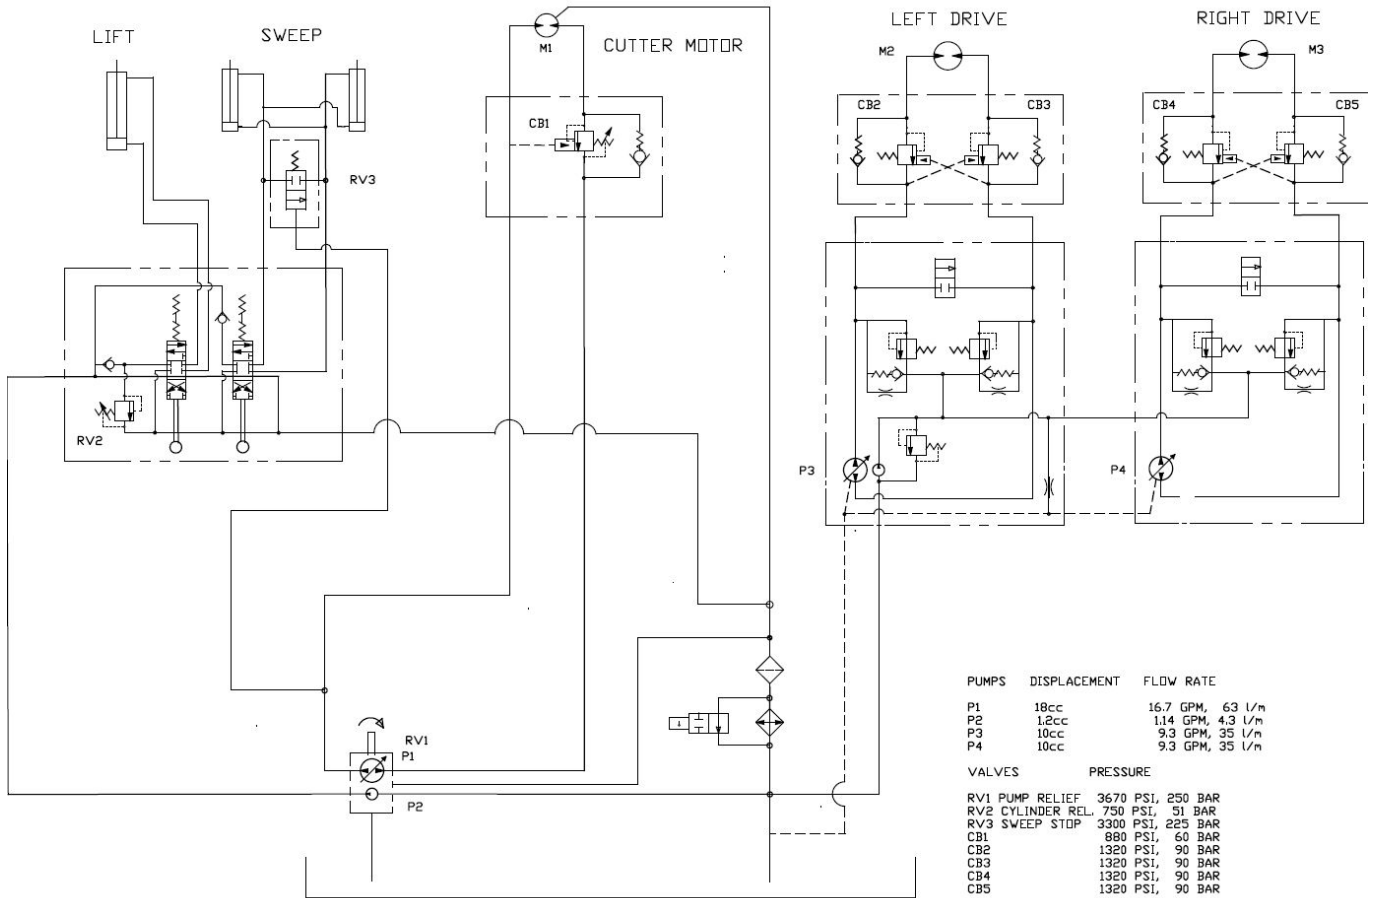 LEFT DRIVE
RIGHT DRIVE
LIFT
SWEEP
CUTTER MOTOR
M1
M2
M3
CB2
CB3
CB4
CB5
CB1
RV3
RV2
P3
P4
RV1
P1
P2
PUMPS DISPLACEMENT FLOW RATE
P1 18cc 16.7 GPM, 63 l/m
P2 1.2cc 1.14 GPM, 4.3 l/m
P3 10cc 9.3 GPM, 35 l/m
P4 10cc 9.3 GPM, 35 l/m
VALVES PRESSURE
RV1 PUMP RELIEF 3670 PSI, 250 BAR
RV2 CYLINDER REL. 750 PSI, 51 BAR
RV3 SWEEP STOP 3300 PSI, 225 BAR
CB1 880 PSI, 60 BAR
CB2 1320 PSI, 90 BAR
CB3 1320 PSI, 90 BAR
CB4 1320 PSI, 90 BAR
CB5 1320 PSI, 90 BAR